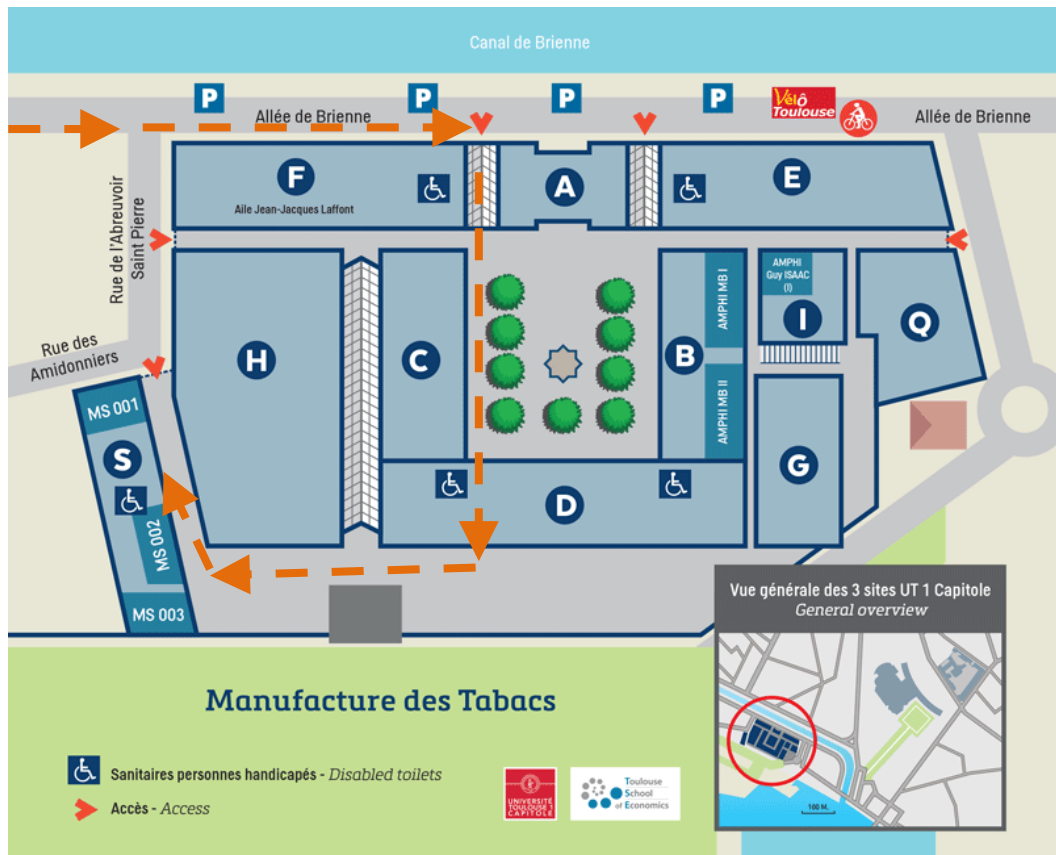 Canal de Brienne
P
P
P
P
Vélô
Toulouse
Allée de Brienne
Allée de Brienne
F
Aile Jean-Jacques Laffont
A
E
Rue de l'Abreuvoir
Saint Pierre
AMPHI
Guy ISAAC
(I)
I
AMPHI MB I
Q
Rue des
Amidonniers
H
C
B
AMPHI MB II
MS 001
S
MS 002
MS 003
D
G
Vue générale des 3 sites UT 1 Capitole
General overview
100 M.
Manufacture des Tabacs
Sanitaires personnes handicapés - Disabled toilets
Accès - Access
UNIVERSITÉ
TOULOUSE 1
CAPITOLE
Toulouse
School
of Economics